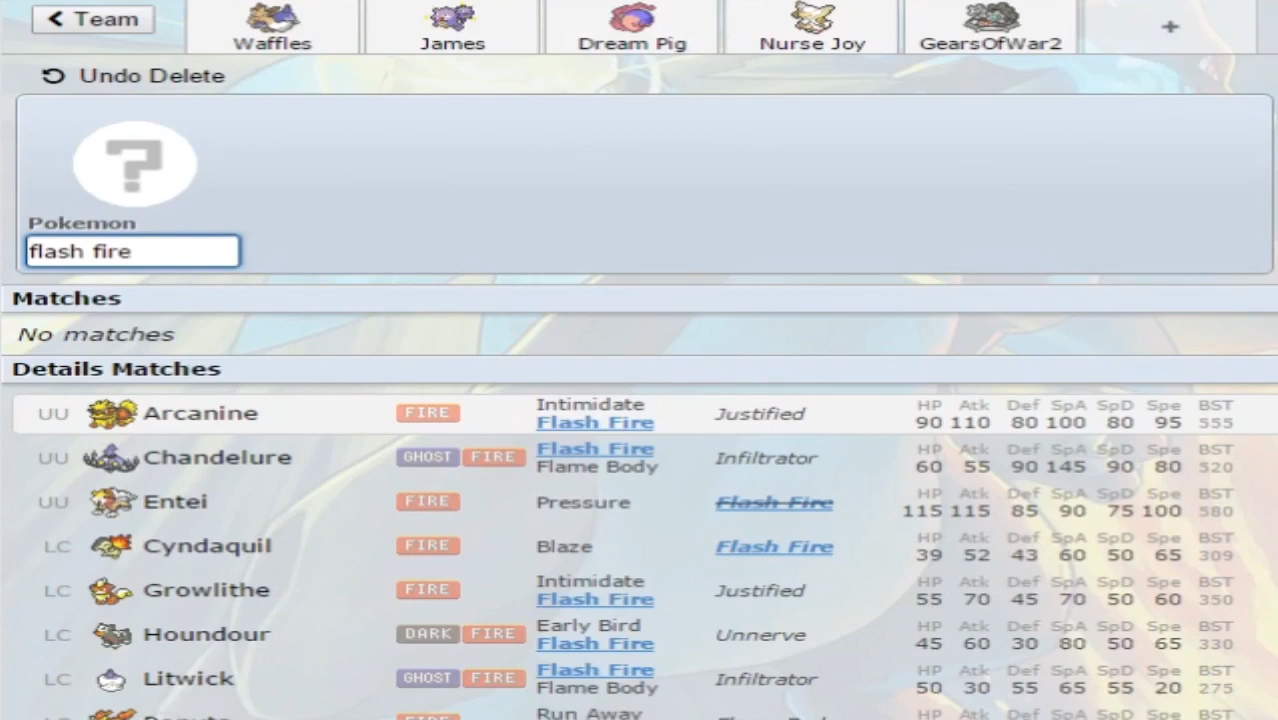 Team
Waffles
James
Dream Pig
Nurse Joy
GearsOfWar2
+
Undo Delete
?
Pokemon
flash fire
Matches
No matches
Details Matches
UU Arcanine FIRE Intimidate Flash Fire Justified HP 90 Atk 110 Def 80 SpA 100 SpD 80 Spe 95 BST 555
UU Chandelure GHOST FIRE Flash Fire Flame Body Infiltrator HP 60 Atk 55 Def 90 SpA 145 SpD 90 Spe 80 BST 520
UU Entei FIRE Pressure Flash Fire HP 115 Atk 115 Def 85 SpA 90 SpD 75 Spe 100 BST 580
LC Cyndaquil FIRE Blaze Flash Fire HP 39 Atk 52 Def 43 SpA 60 SpD 50 Spe 65 BST 309
LC Growlithe FIRE Intimidate Flash Fire Justified HP 55 Atk 70 Def 45 SpA 70 SpD 50 Spe 60 BST 350
LC Houndour DARK FIRE Early Bird Flash Fire Unnerve HP 45 Atk 60 Def 30 SpA 80 SpD 50 Spe 65 BST 330
LC Litwick GHOST FIRE Flash Fire Flame Body Infiltrator HP 50 Atk 30 Def 55 SpA 65 SpD 55 Spe 20 BST 275
Run Away HP Atk Def SpA SpD Spe BST